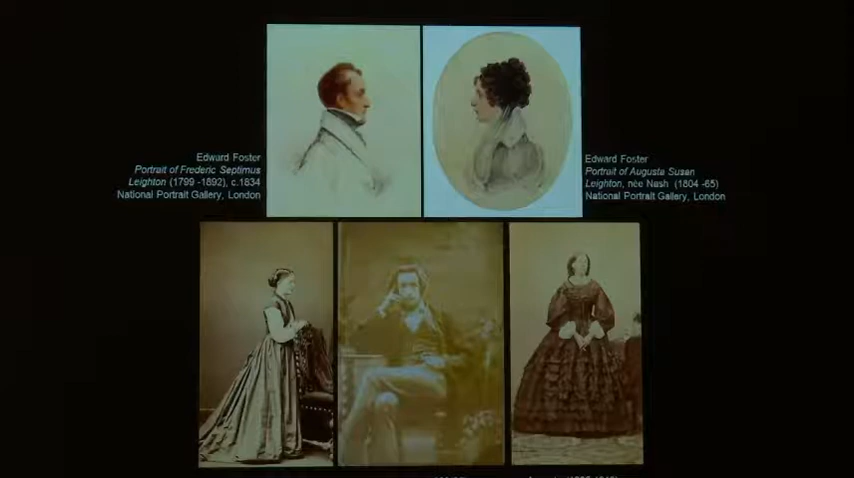 Edward Foster
Portrait of Frederic Septimus
Leighton (1799 -1892), c.1834
National Portrait Gallery, London
Edward Foster
Portrait of Augusta Susan
Leighton, née Nash (1804 -65)
National Portrait Gallery, London